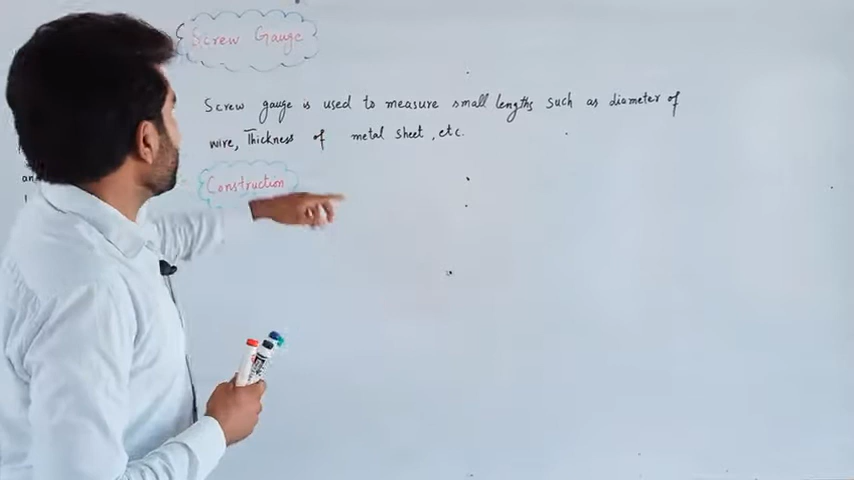 Screw Gauge
Screw gauge is used to measure small lengths such as diameter of
wire, Thickness of metal sheet, etc.
Construction